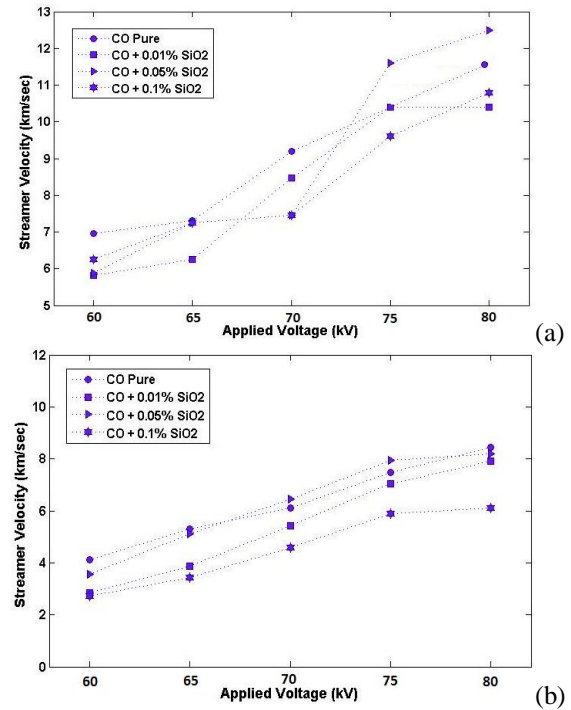 13
12
11
10
9
8
7
6
5
Streamer Velocity (km/sec)
CO Pure
CO + 0.01% SiO2
CO + 0.05% SiO2
CO + 0.1% SiO2
60 65 70 75 80
Applied Voltage (kV)
(a)
12
10
8
6
4
2
0
Streamer Velocity (km/sec)
CO Pure
CO + 0.01% SiO2
CO + 0.05% SiO2
CO + 0.1% SiO2
60 65 70 75 80
Applied Voltage (kV)
(b)